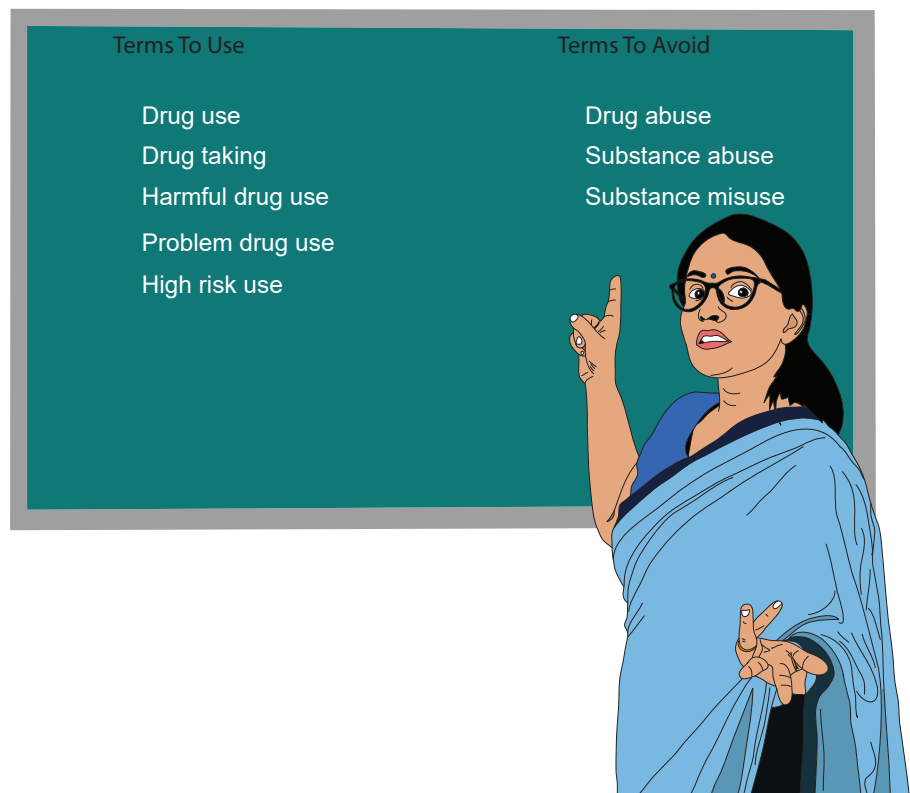 Terms To Use
Drug use
Drug taking
Harmful drug use
Problem drug use
High risk use
Terms To Avoid
Drug abuse
Substance abuse
Substance misuse